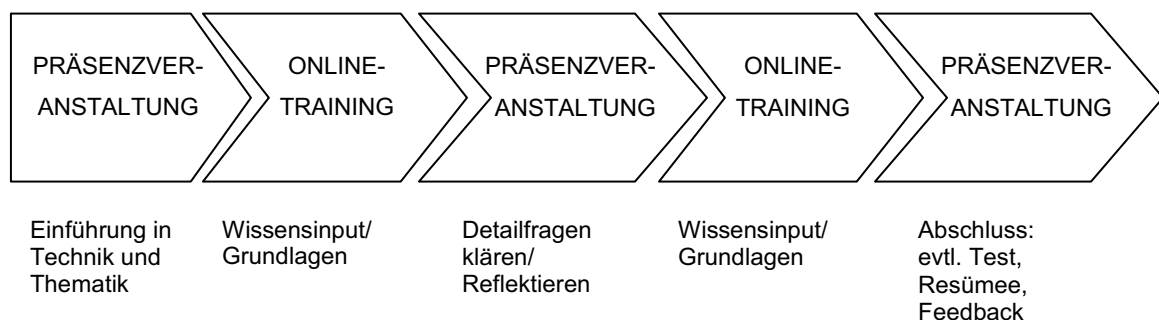 PRÄSENZVER-
ANSTALTUNG
ONLINE-
TRAINING
PRÄSENZVER-
ANSTALTUNG
ONLINE-
TRAINING
PRÄSENZVER-
ANSTALTUNG
Einführung in
Technik und
Thematik
Wissensinput/
Grundlagen
Detailfragen
klären/
Reflektieren
Wissensinput/
Grundlagen
Abschluss:
evtl. Test,
Resümee,
Feedback